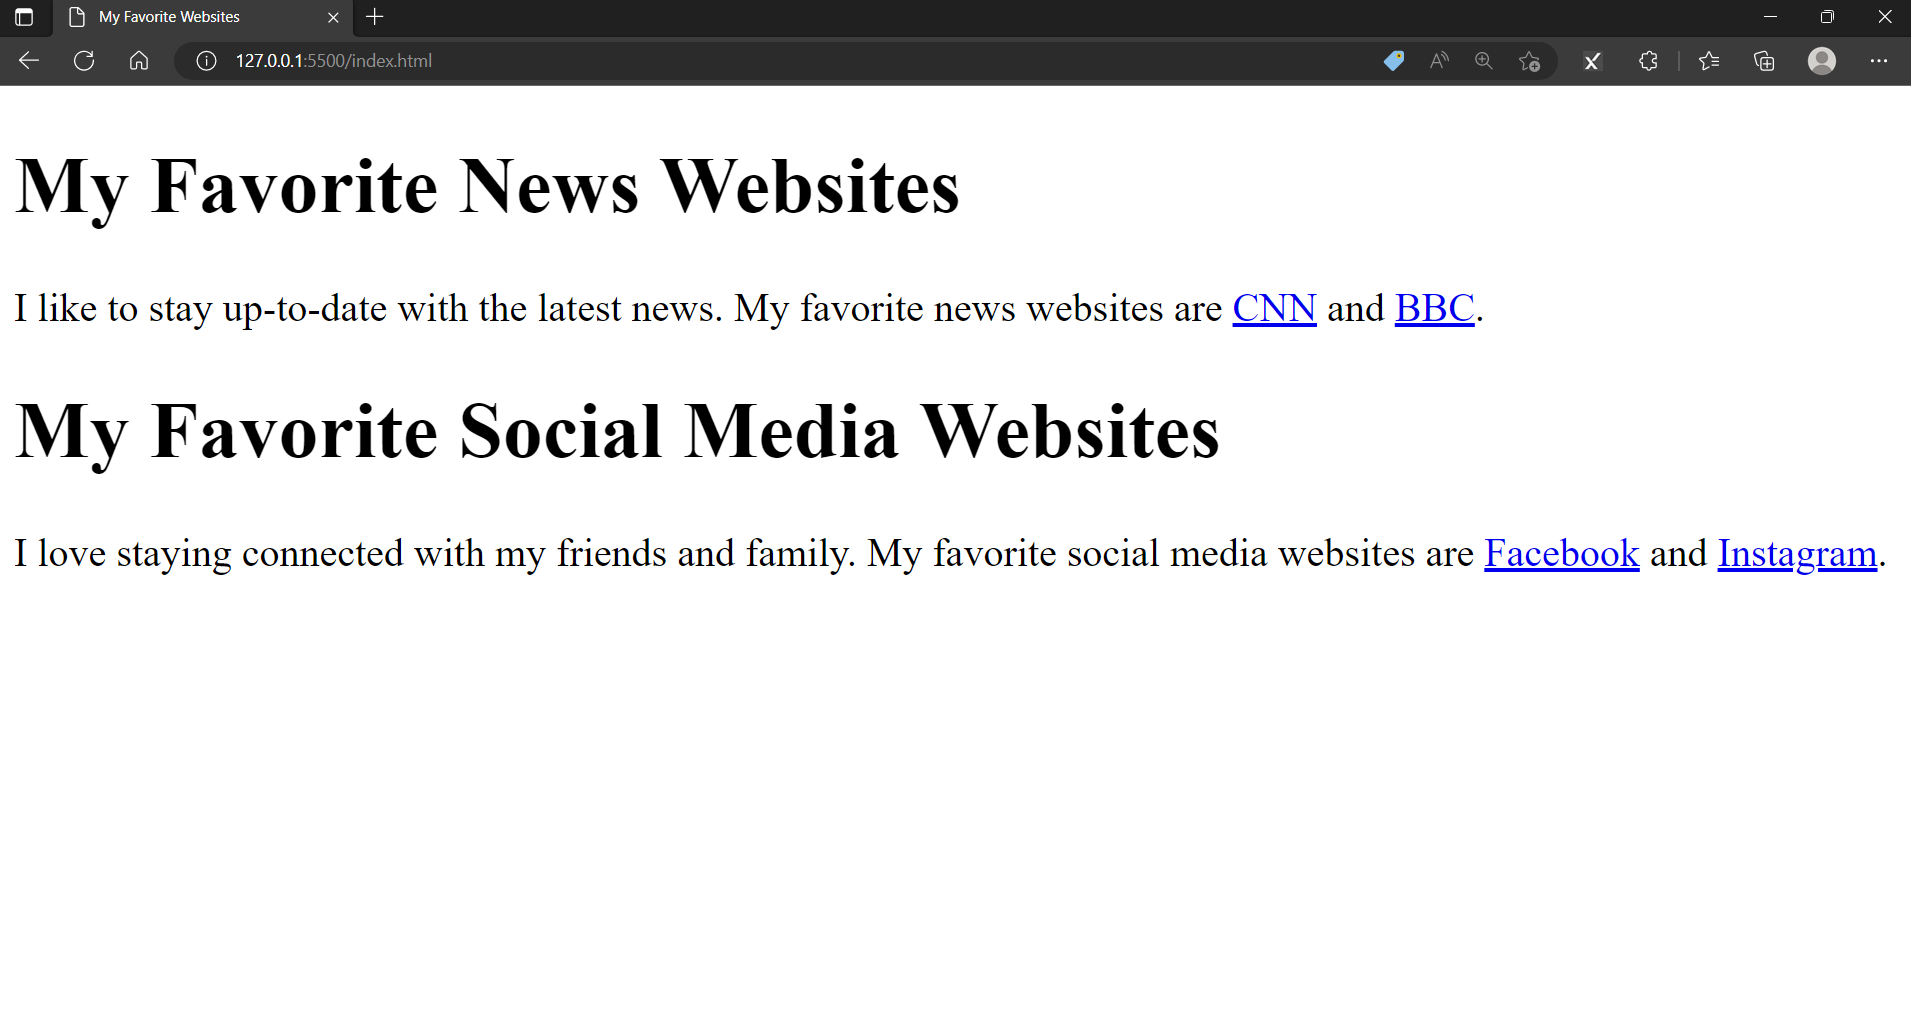 My Favorite Websites
127.0.0.1:5500/index.html
My Favorite News Websites
I like to stay up-to-date with the latest news. My favorite news websites are CNN and BBC.
My Favorite Social Media Websites
I love staying connected with my friends and family. My favorite social media websites are Facebook and Instagram.